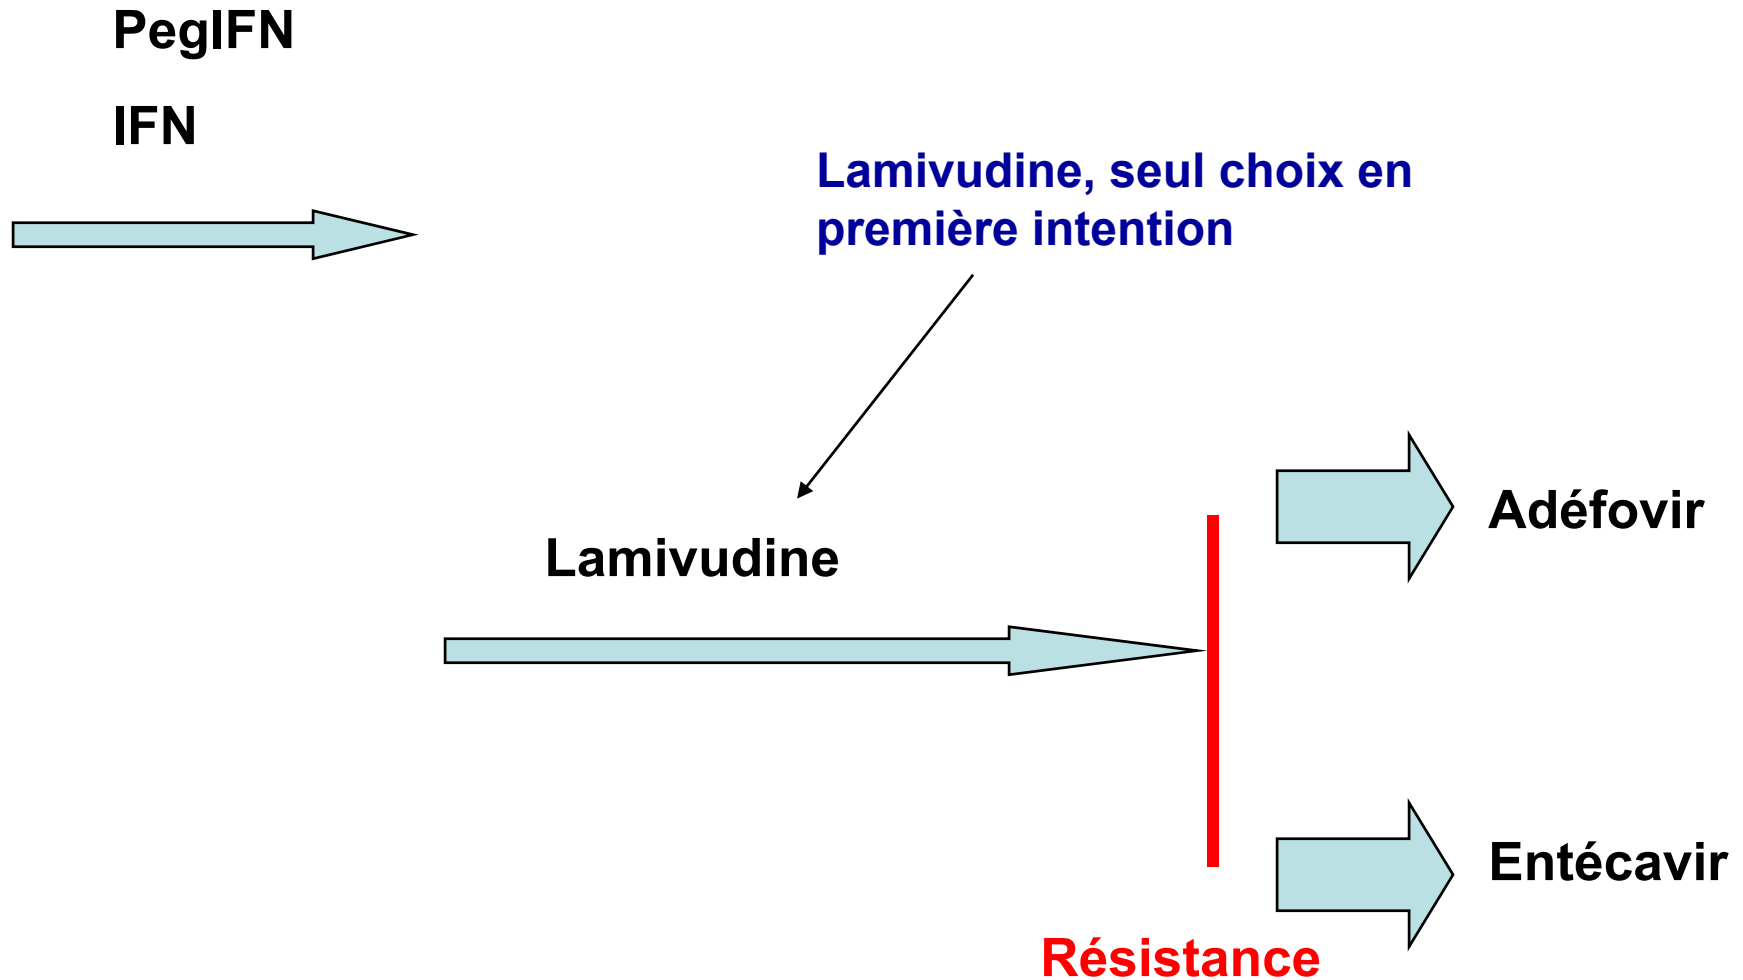 PegIFN
IFN
Lamivudine, seul choix en
première intention
Lamivudine
Adéfovir
Entécavir
Résistance